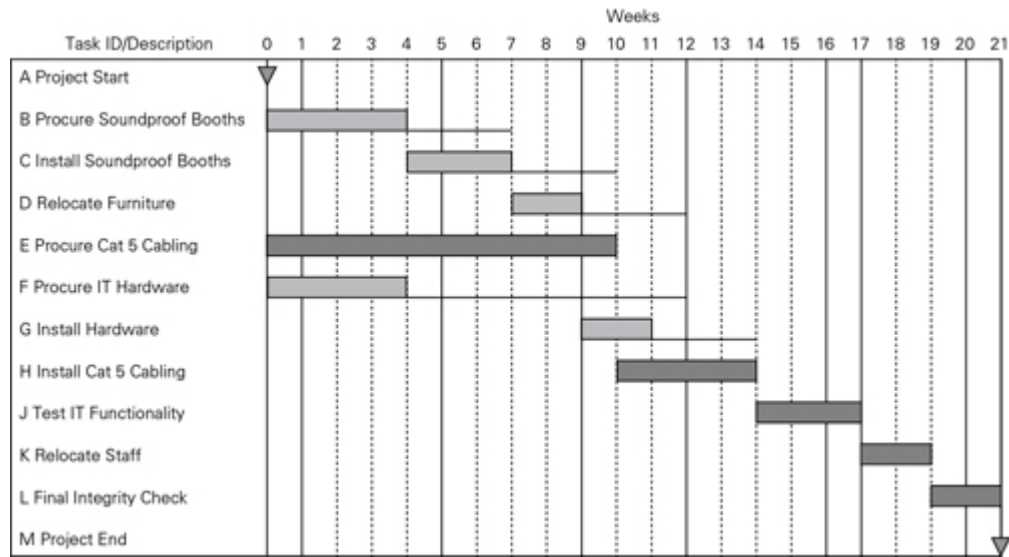 Weeks
Task ID/Description 0 1 2 3 4 5 6 7 8 9 10 11 12 13 14 15 16 17 18 19 20 21
A Project Start
B Procure Soundproof Booths
C Install Soundproof Booths
D Relocate Furniture
E Procure Cat 5 Cabling
F Procure IT Hardware
G Install Hardware
H Install Cat 5 Cabling
J Test IT Functionality
K Relocate Staff
L Final Integrity Check
M Project End